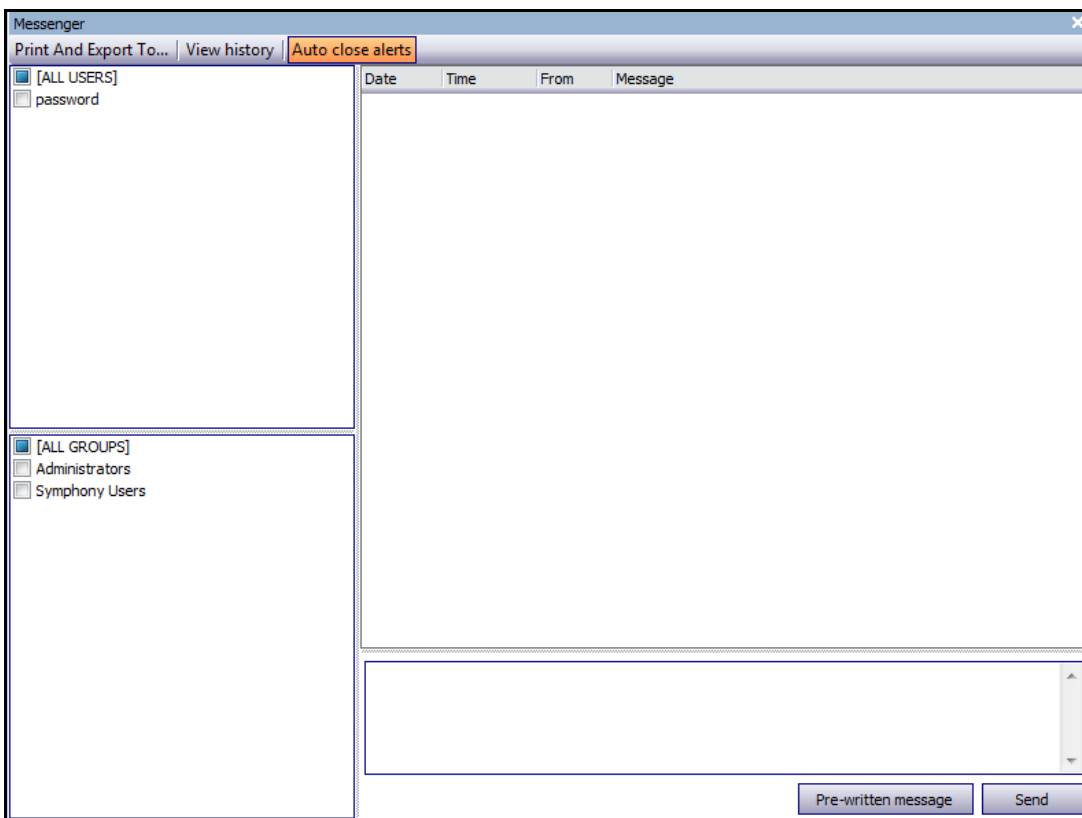 Messenger
Print And Export To... View history Auto close alerts
[ALL USERS]
password
Date Time From Message
[ALL GROUPS]
Administrators
Symphony Users
Pre-written message Send